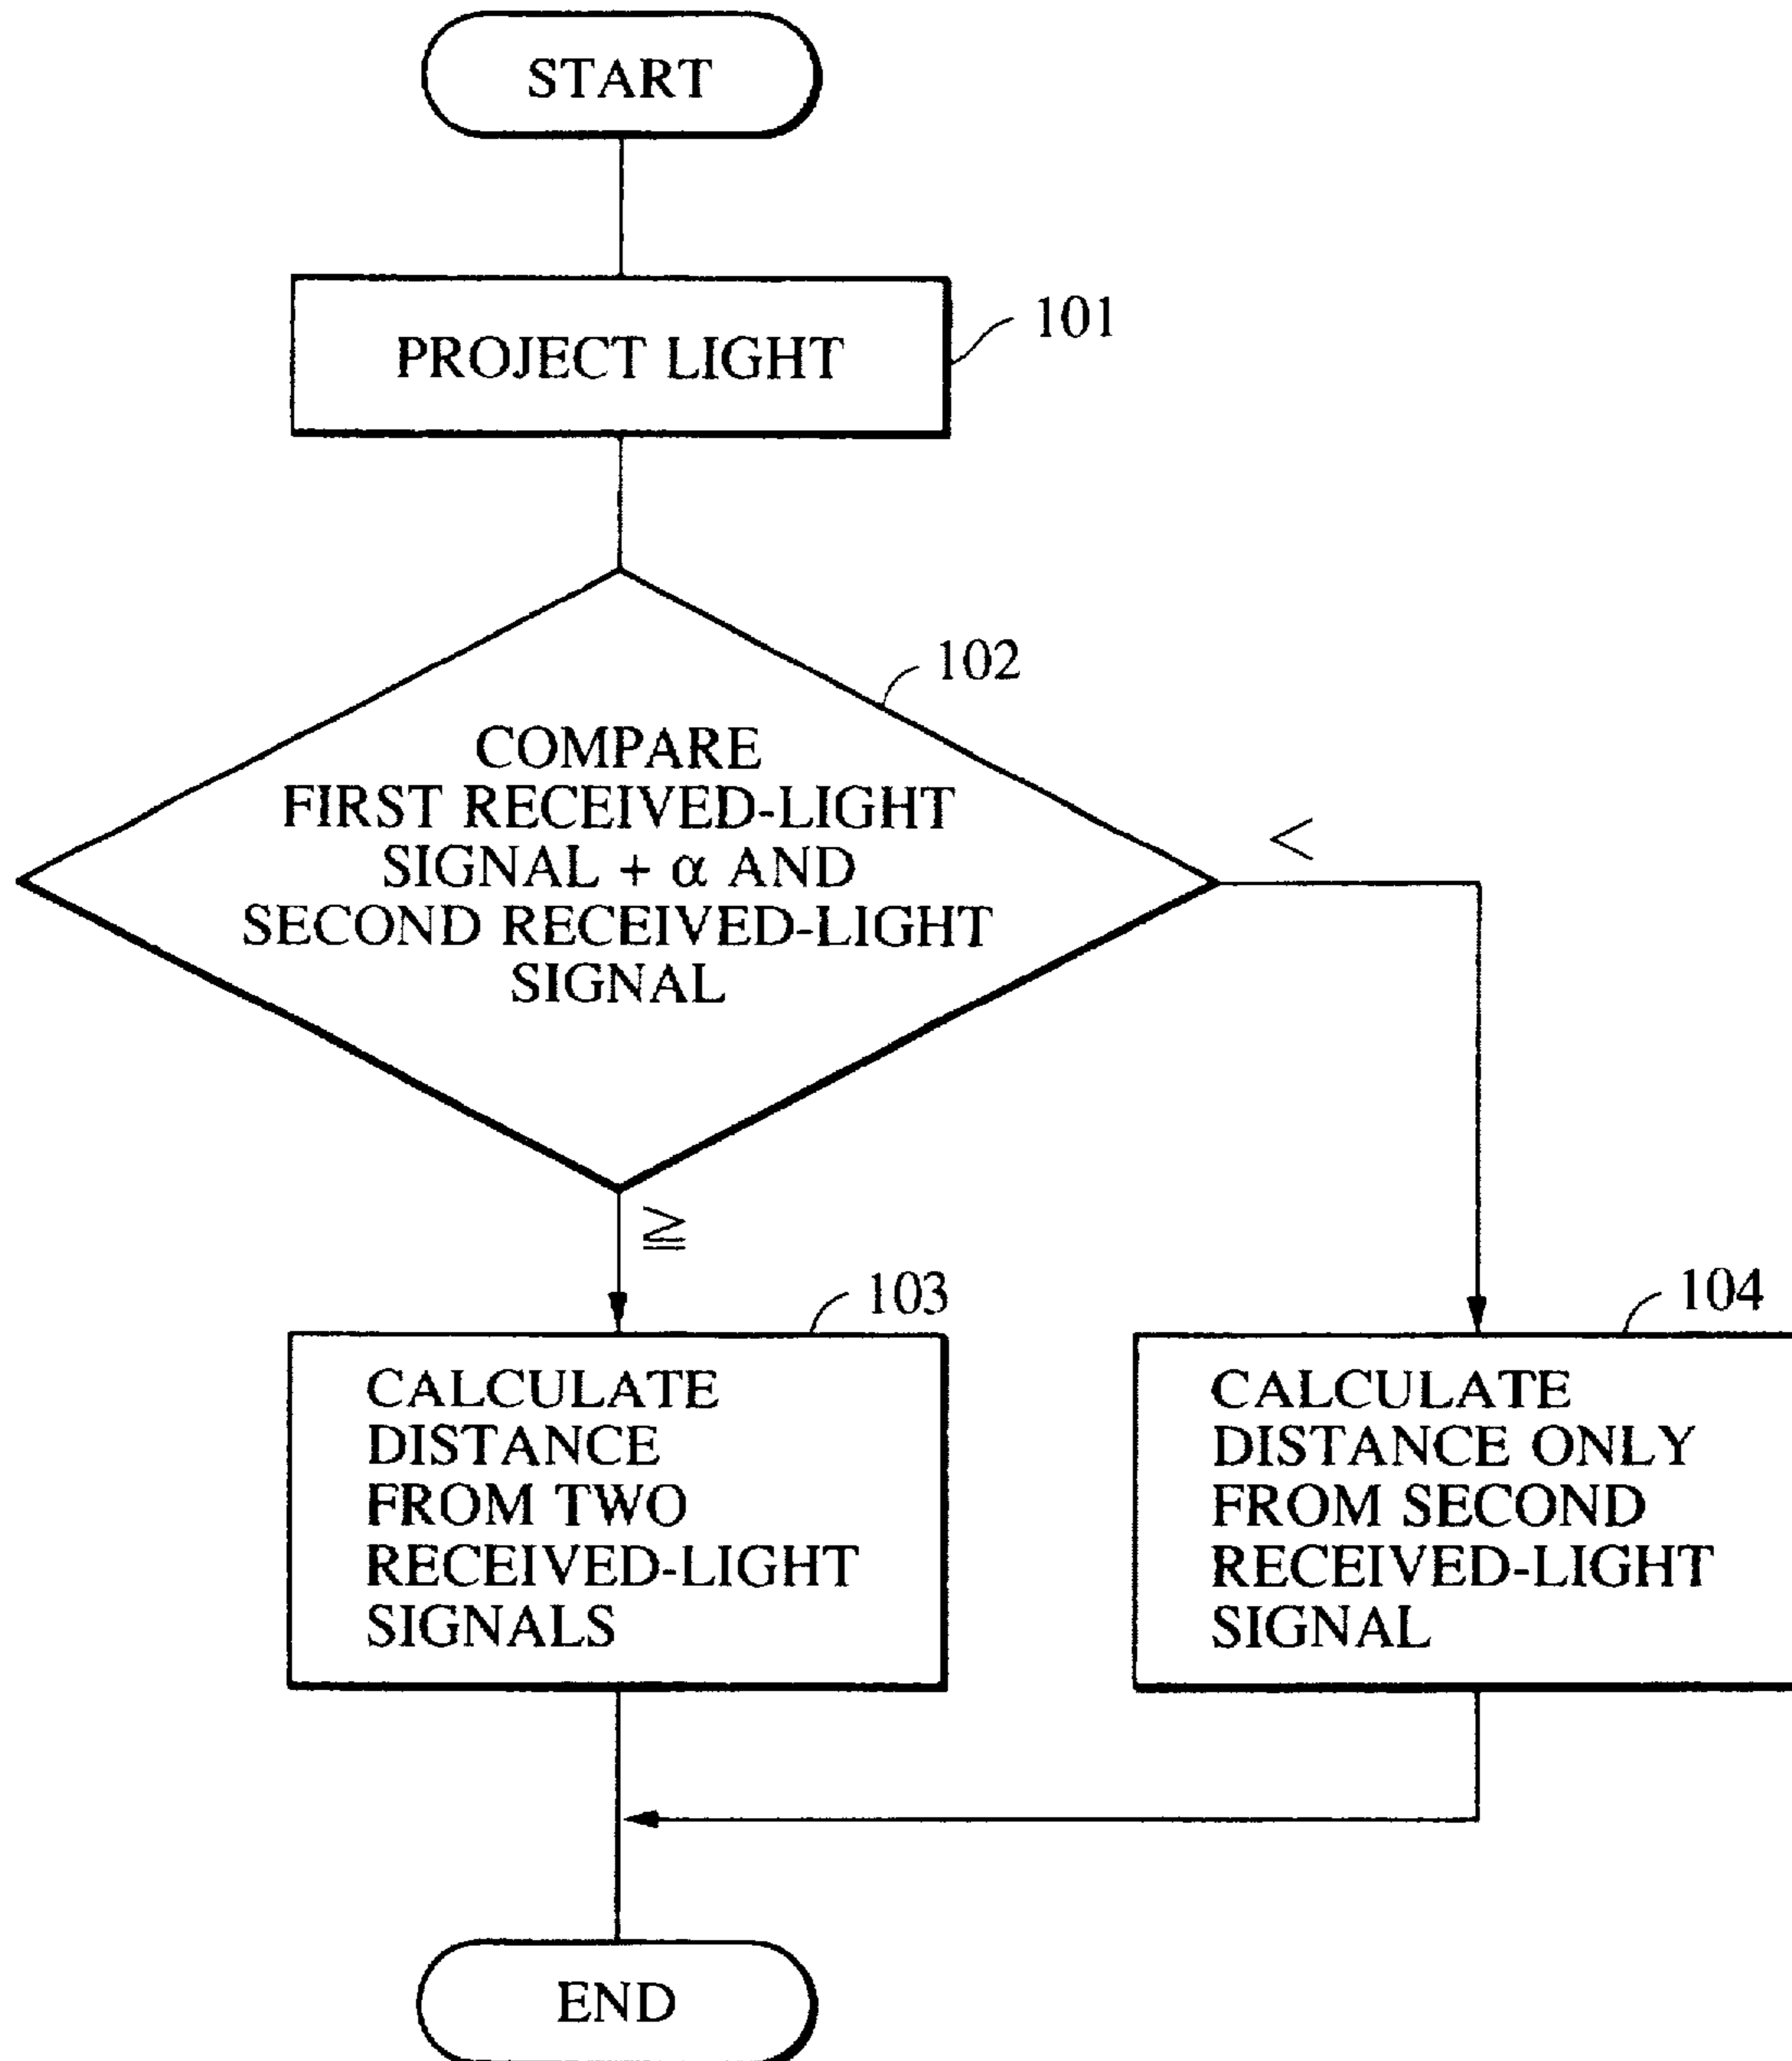 START
PROJECT LIGHT
101
102
COMPARE
FIRST RECEIVED-LIGHT
SIGNAL + α AND
SECOND RECEIVED-LIGHT
SIGNAL
<
≧
103
CALCULATE
DISTANCE
FROM TWO
RECEIVED-LIGHT
SIGNALS
104
CALCULATE
DISTANCE ONLY
FROM SECOND
RECEIVED-LIGHT
SIGNAL
END